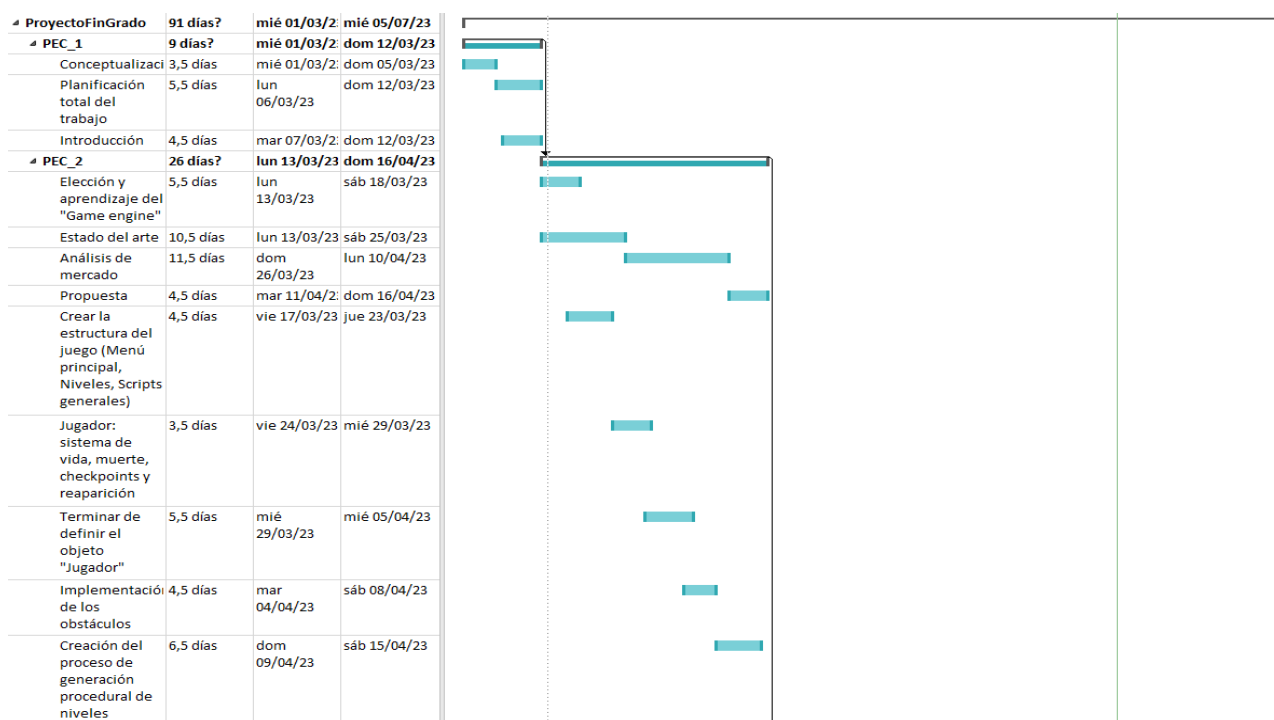 ProyectoFinGrado 91 días? mié 01/03/2 mié 05/07/23
PEC_1 9 días? mié 01/03/2 dom 12/03/23
Conceptualizaci 3,5 días mié 01/03/2 dom 05/03/23
Planificación 5,5 días lun dom 12/03/23
total del 06/03/23
trabajo
Introducción 4,5 días mar 07/03/2 dom 12/03/23
PEC_2 26 días? lun 13/03/23 dom 16/04/23
Elección y 5,5 días lun sáb 18/03/23
aprendizaje del 13/03/23
"Game engine"
Estado del arte 10,5 días lun 13/03/23 sáb 25/03/23
Análisis de 11,5 días dom lun 10/04/23
mercado 26/03/23
Propuesta 4,5 días mar 11/04/2 dom 16/04/23
Crear la 4,5 días vie 17/03/23 jue 23/03/23
estructura del
juego (Menú
principal,
Niveles, Scripts
generales)
Jugador: 3,5 días vie 24/03/23 mié 29/03/23
sistema de
vida, muerte,
checkpoints y
reaparición
Terminar de 5,5 días mié mié 05/04/23
definir el 29/03/23
objeto
"Jugador"
Implementació 4,5 días mar sáb 08/04/23
de los 04/04/23
obstáculos
Creación del 6,5 días dom sáb 15/04/23
proceso de 09/04/23
generación
procedural de
niveles